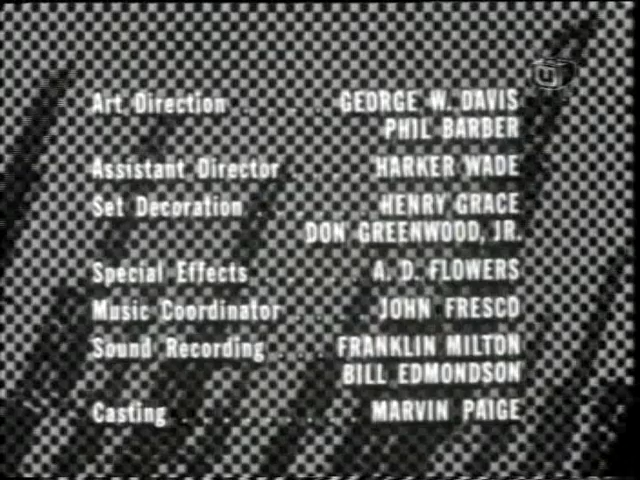 Art Direction . . . . . GEORGE W. DAVIS
PHIL BARBER
Assistant Director . . . . HARKER WADE
Set Decoration . . . . . . HENRY GRACE
DON GREENWOOD, JR.
Special Effects . . . . . . A. D. FLOWERS
Music Coordinator . . . . . JOHN FRESCO
Sound Recording . . . FRANKLIN MILTON
BILL EDMONDSON
Casting . . . . . . . . . . MARVIN PAIGE